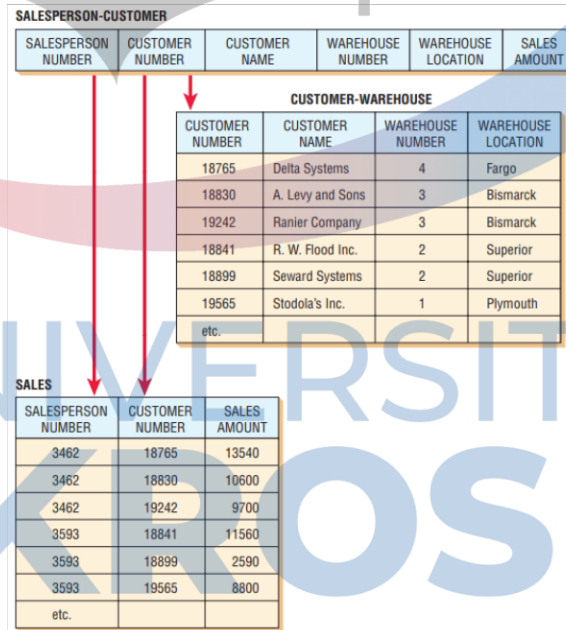 SALESPERSON-CUSTOMER
SALESPERSON NUMBER CUSTOMER NUMBER CUSTOMER NAME WAREHOUSE NUMBER WAREHOUSE LOCATION SALES AMOUNT
CUSTOMER-WAREHOUSE
CUSTOMER NUMBER CUSTOMER NAME WAREHOUSE NUMBER WAREHOUSE LOCATION
18765 Delta Systems 4 Fargo
18830 A. Levy and Sons 3 Bismarck
19242 Ranier Company 3 Bismarck
18841 R. W. Flood Inc. 2 Superior
18899 Seward Systems 2 Superior
19565 Stodola's Inc. 1 Plymouth
etc.
SALES
SALESPERSON NUMBER CUSTOMER NUMBER SALES AMOUNT
3462 18765 13540
3462 18830 10600
3462 19242 9700
3593 18841 11560
3593 18899 2590
3593 19565 8800
etc.